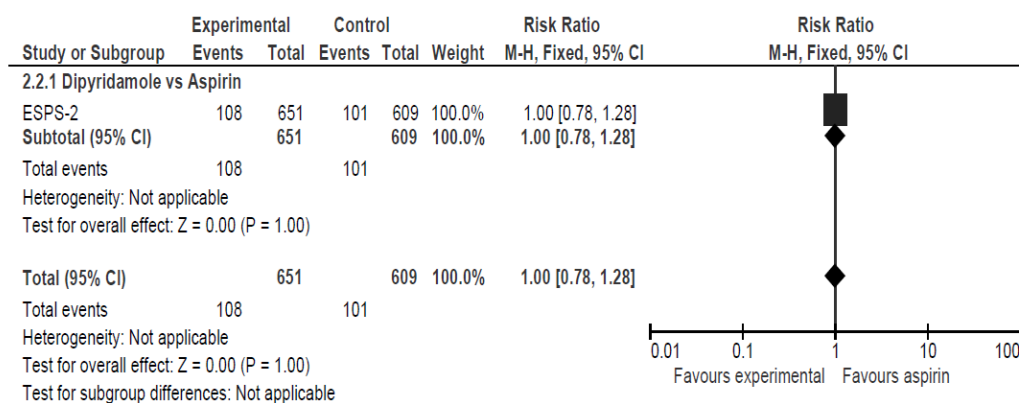 Experimental Control Risk Ratio Risk Ratio
Study or Subgroup Events Total Events Total Weight M-H, Fixed, 95% CI M-H, Fixed, 95% CI
2.2.1 Dipyridamole vs Aspirin
ESPS-2 108 651 101 609 100.0% 1.00 [0.78, 1.28]
Subtotal (95% CI) 651 609 100.0% 1.00 [0.78, 1.28]
Total events 108 101
Heterogeneity: Not applicable
Test for overall effect: Z = 0.00 (P = 1.00)
Total (95% CI) 651 609 100.0% 1.00 [0.78, 1.28]
Total events 108 101
Heterogeneity: Not applicable
Test for overall effect: Z = 0.00 (P = 1.00)
Test for subgroup differences: Not applicable
0.01 0.1 1 10 100
Favours experimental Favours aspirin